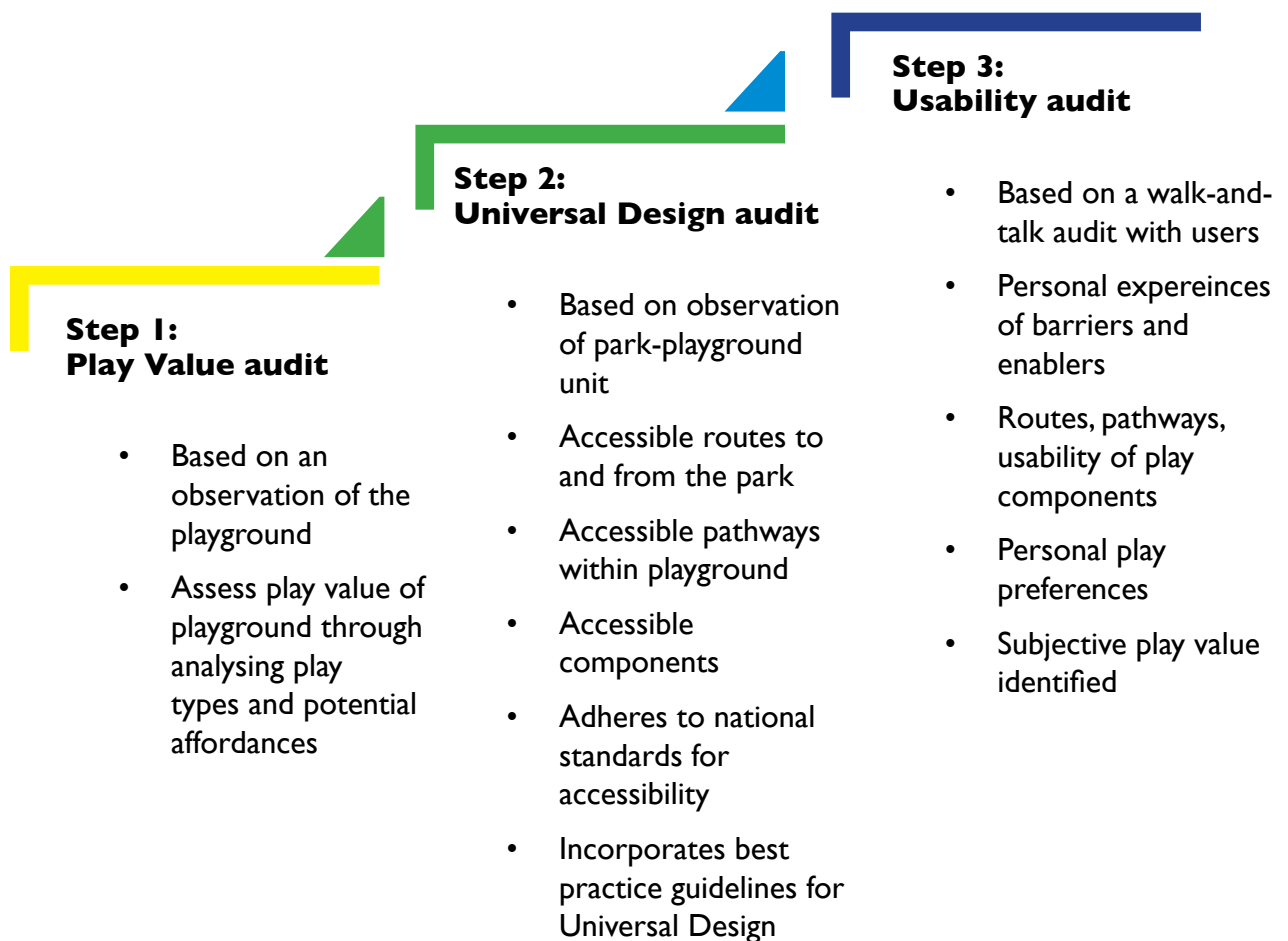 Step 1:
Play Value audit
• Based on an
observation of the
playground
• Assess play value of
playground through
analysing play
types and potential
affordances
Step 2:
Universal Design audit
• Based on observation
of park-playground
unit
• Accessible routes to
and from the park
• Accessible pathways
within playground
• Accessible
components
• Adheres to national
standards for
accessibility
• Incorporates best
practice guidelines for
Universal Design
Step 3:
Usability audit
• Based on a walk-and-
talk audit with users
• Personal expereinces
of barriers and
enablers
• Routes, pathways,
usability of play
components
• Personal play
preferences
• Subjective play value
identified